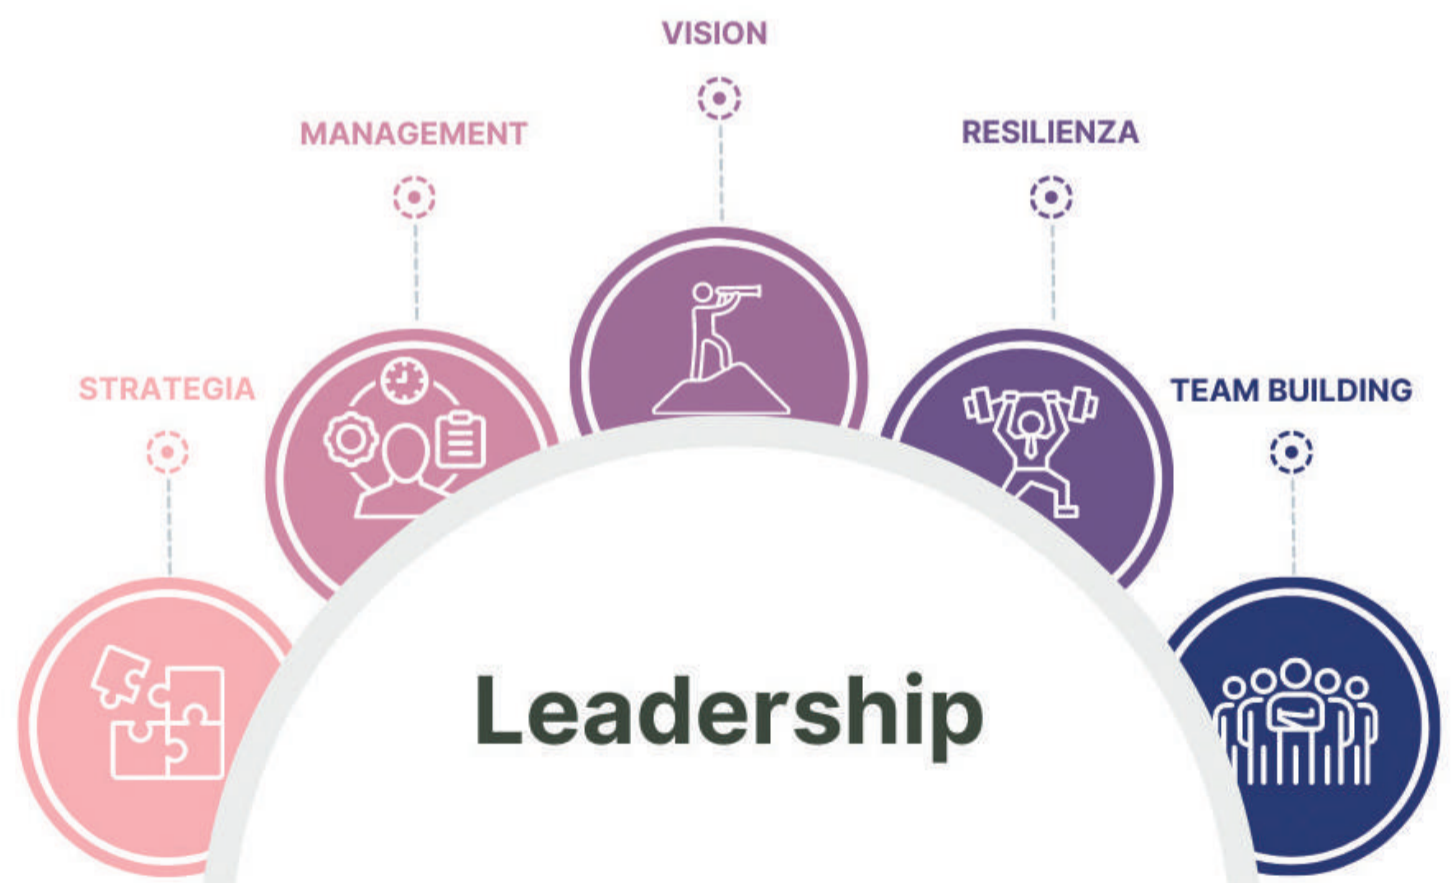 VISION
MANAGEMENT
RESILIENZA
STRATEGIA
TEAM BUILDING
Leadership